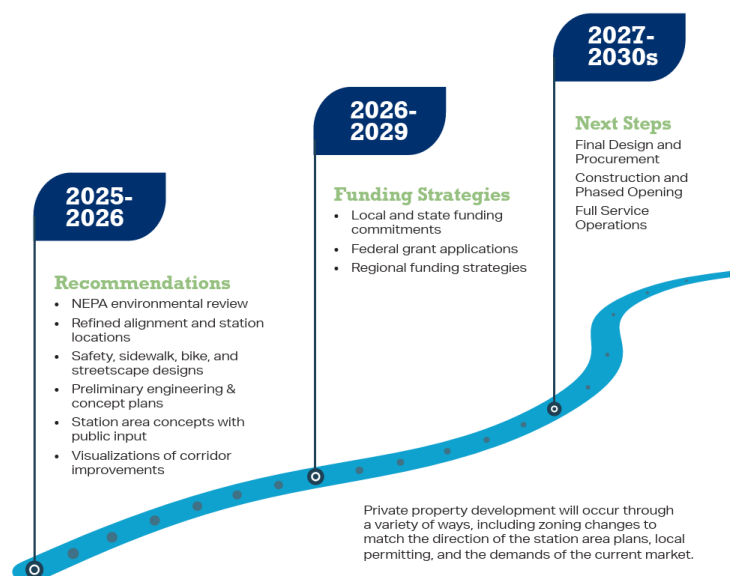 2025-
2026
Recommendations
• NEPA environmental review
• Refined alignment and station
locations
• Safety, sidewalk, bike, and
streetscape designs
• Preliminary engineering &
concept plans
• Station area concepts with
public input
• Visualizations of corridor
improvements
2026-
2029
Funding Strategies
• Local and state funding
commitments
• Federal grant applications
• Regional funding strategies
2027-
2030s
Next Steps
Final Design and
Procurement
Construction and
Phased Opening
Full Service
Operations
Private property development will occur through
a variety of ways, including zoning changes to
match the direction of the station area plans, local
permitting, and the demands of the current market.